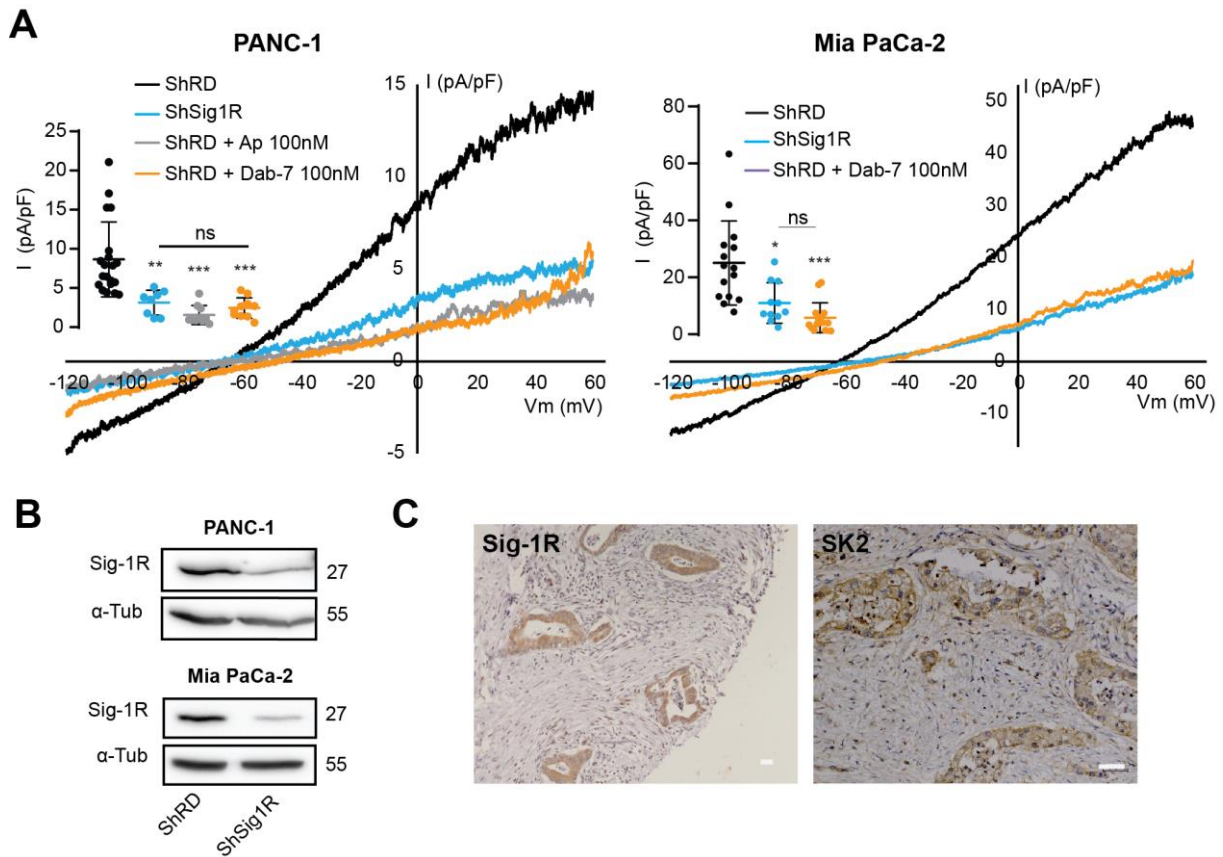 A
PANC-1
Mia PaCa-2
ShRD
ShSig1R
ShRD + Ap 100nM
ShRD + Dab-7 100nM
I (pA/pF)
25
20
15
10
5
0
I (pA/pF)
ns
**
***
***
15
10
5
0
-5
-120
-100
-80
-60
-40
-20
0
20
40
60
Vm (mV)
ShRD
ShSig1R
ShRD + Dab-7 100nM
I (pA/pF)
80
60
40
20
0
I (pA/pF)
ns
*
***
50
40
30
20
10
0
-10
-120
-100
-80
-60
-40
-20
0
20
40
60
Vm (mV)
B
PANC-1
Sig-1R
27
α-Tub
55
Mia PaCa-2
Sig-1R
27
α-Tub
55
ShRD
ShSig1R
C
Sig-1R
SK2